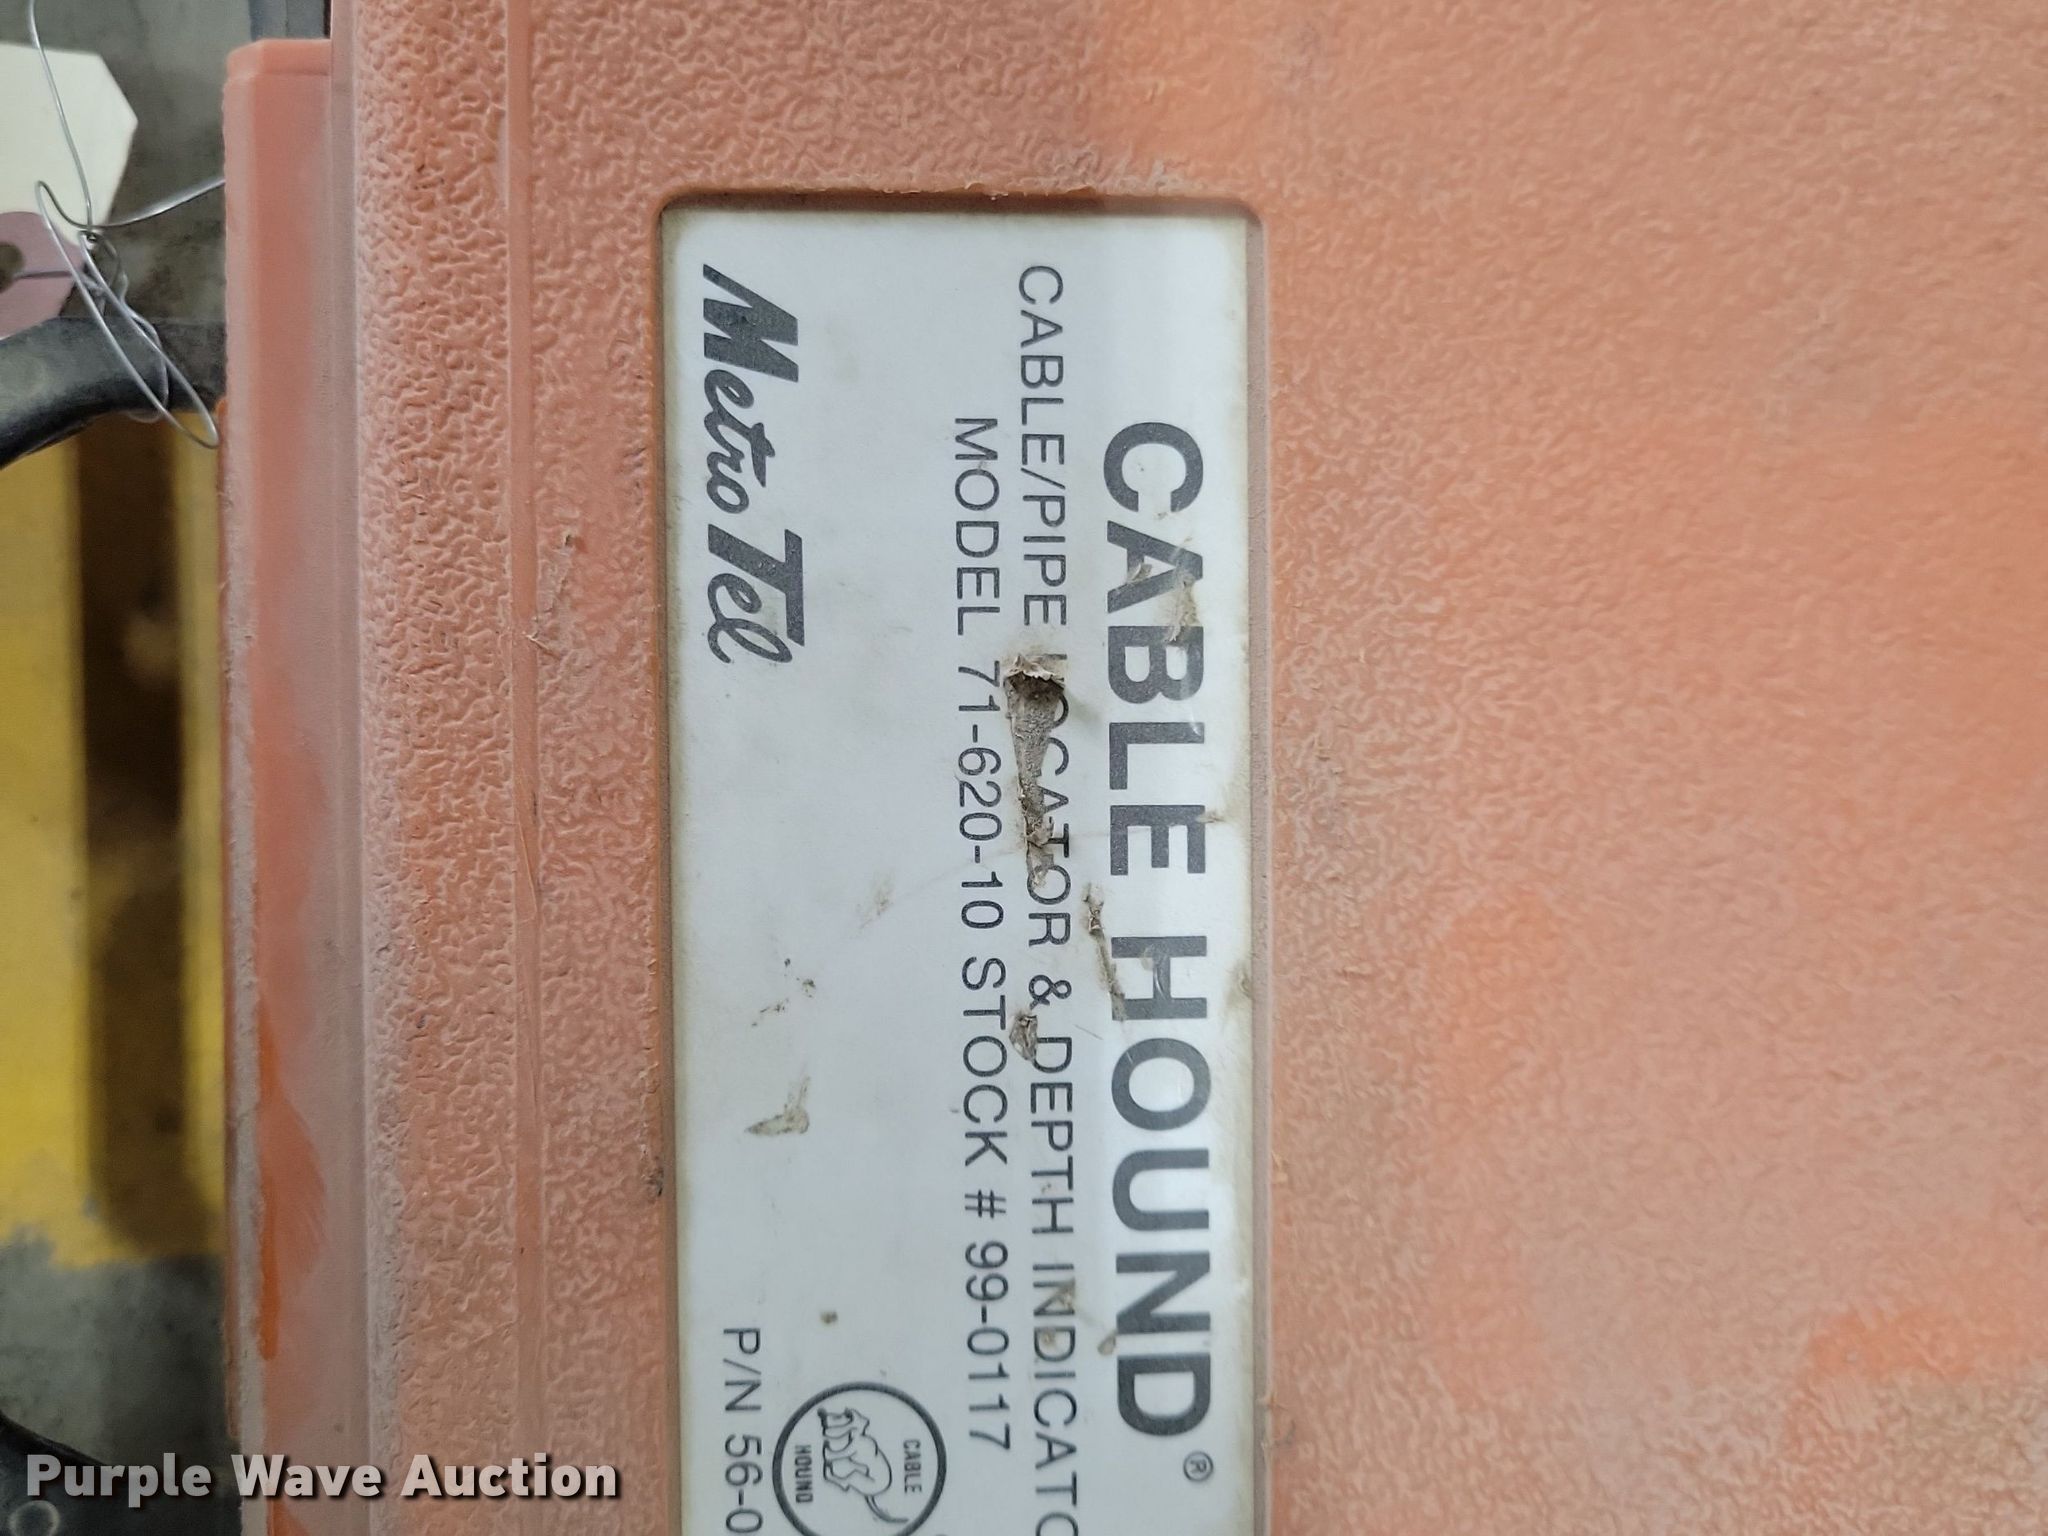 CABLE HOUND®
CABLE/PIPE LOCATOR & DEPTH INDICATO
MODEL 71-620-10 STOCK # 99-0117
Metro Tel
CABLE
HOUND
P/N 56-0
Purple Wave Auction